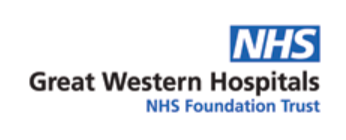 NHS
Great Western Hospitals
NHS Foundation Trust